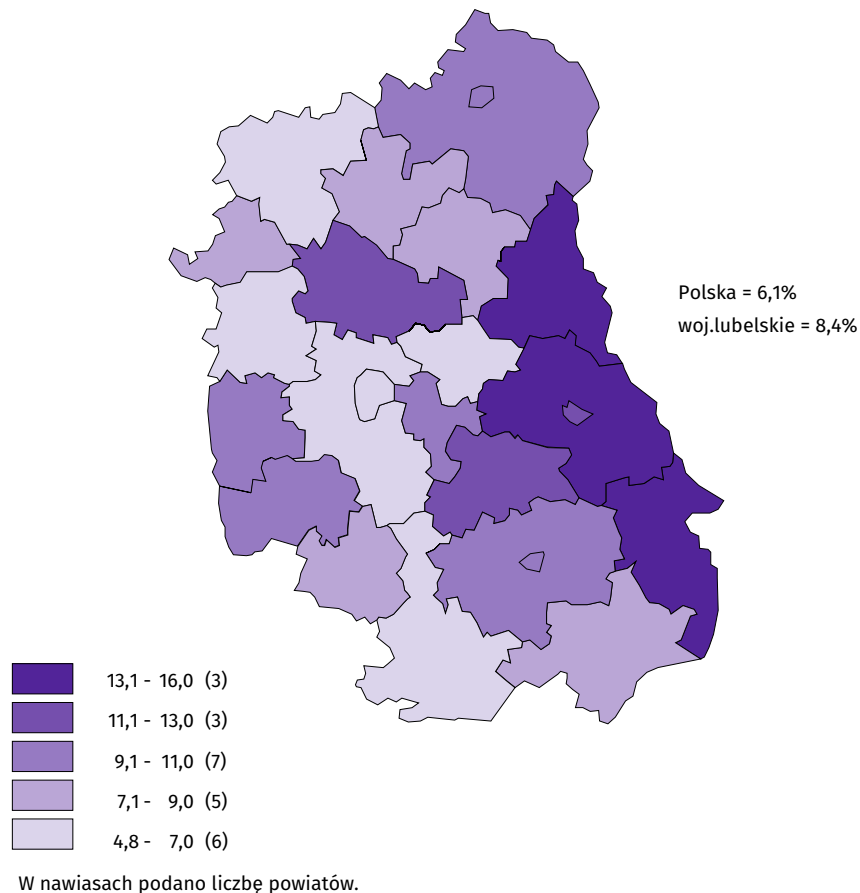 Polska = 6,1%
woj.lubelskie = 8,4%
13,1 - 16,0 (3)
11,1 - 13,0 (3)
9,1 - 11,0 (7)
7,1 - 9,0 (5)
4,8 - 7,0 (6)
W nawiasach podano liczbę powiatów.